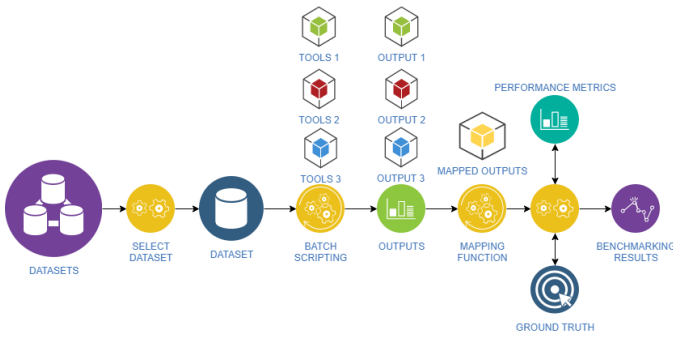 TOOLS 1
OUTPUT 1
TOOLS 2
OUTPUT 2
TOOLS 3
OUTPUT 3
PERFORMANCE METRICS
MAPPED OUTPUTS
DATASETS
SELECT
DATASET
DATASET
BATCH
SCRIPTING
OUTPUTS
MAPPING
FUNCTION
BENCHMARKING
RESULTS
GROUND TRUTH